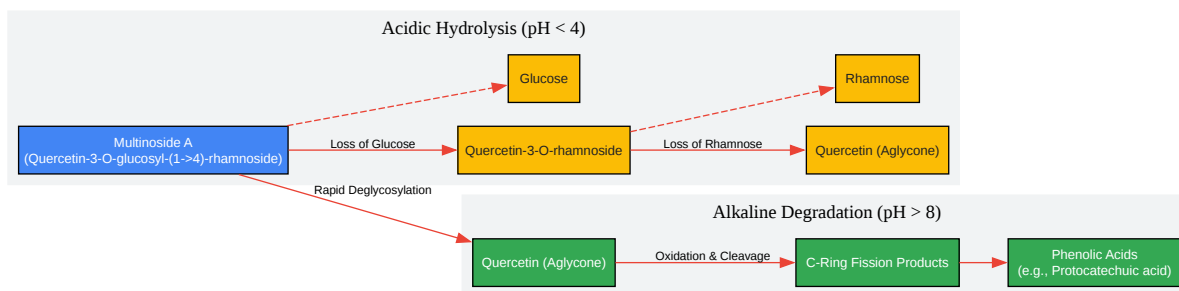 Acidic Hydrolysis (pH < 4)
Glucose
Rhamnose
Multinoside A
(Quercetin-3-O-glucosyl-(1->4)-rhamnoside)
Loss of Glucose
Quercetin-3-O-rhamnoside
Loss of Rhamnose
Quercetin (Aglycone)
Rapid Deglycosylation
Alkaline Degradation (pH > 8)
Quercetin (Aglycone)
Oxidation & Cleavage
C-Ring Fission Products
Phenolic Acids
(e.g., Protocatechuic acid)